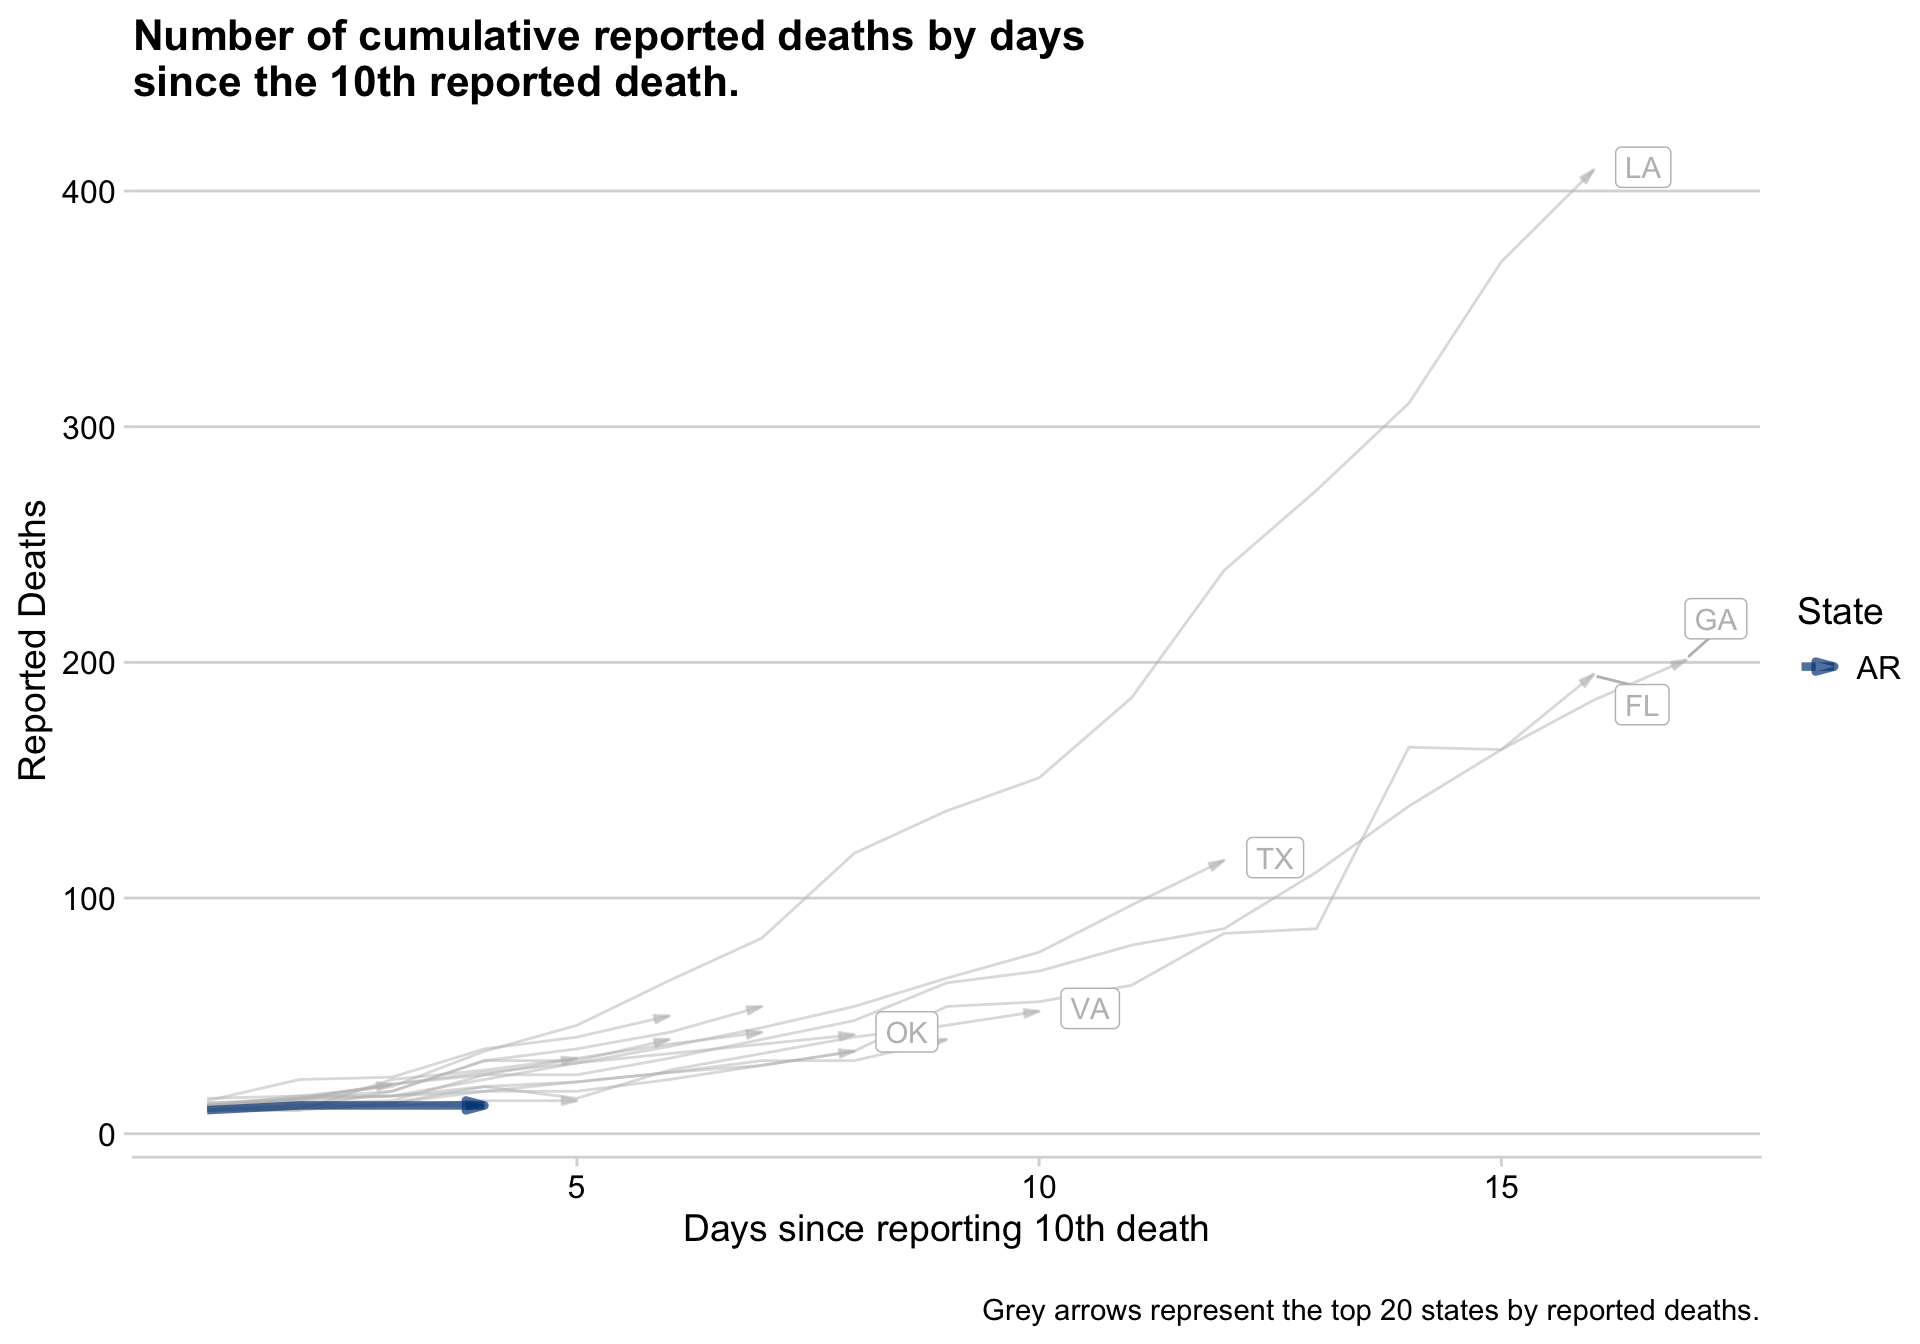 Number of cumulative reported deaths by days
since the 10th reported death.
LA
400
300
GA
State
200
AR
FL
TX
100
VA
OK
0
Reported Deaths
5
10
15
Days since reporting 10th death
Grey arrows represent the top 20 states by reported deaths.